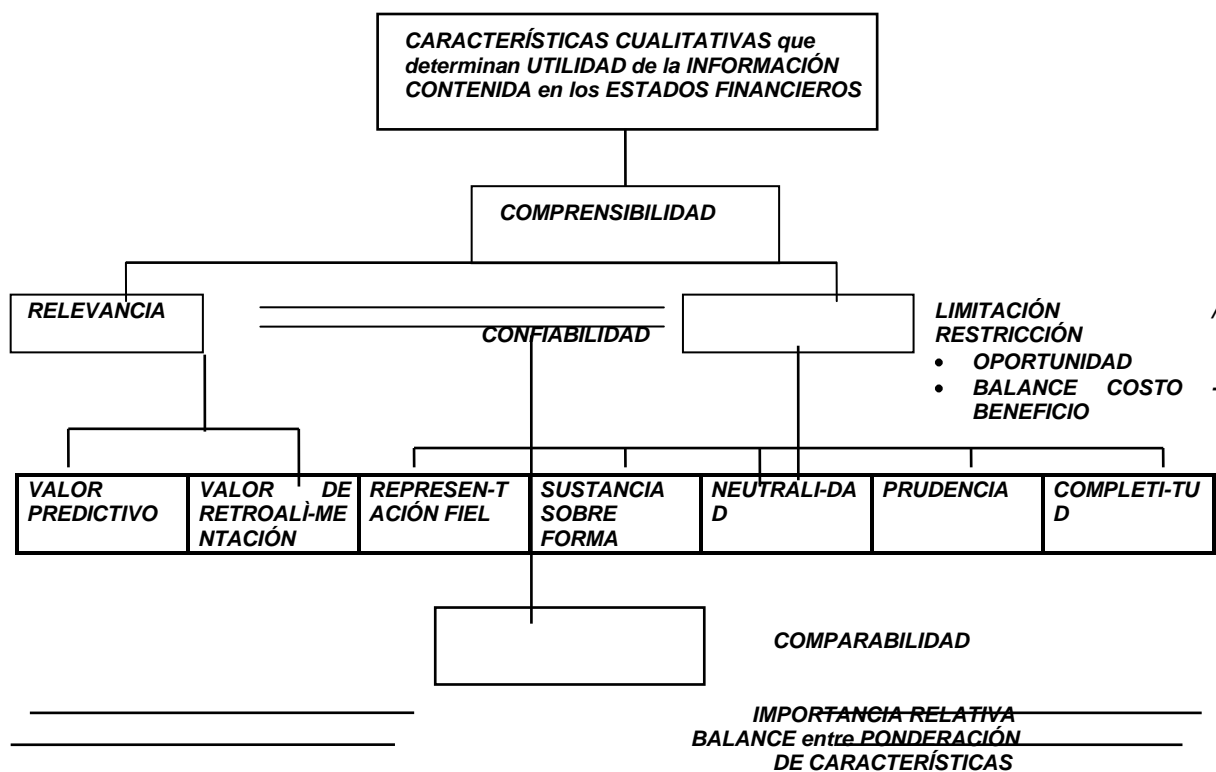 CARACTERÍSTICAS CUALITATIVAS que
determinan UTILIDAD de la INFORMACIÓN
CONTENIDA en los ESTADOS FINANCIEROS
COMPRENSIBILIDAD
RELEVANCIA
CONFIABILIDAD
LIMITACIÓN /
RESTRICCIÓN
• OPORTUNIDAD
• BALANCE COSTO -
BENEFICIO
VALOR
PREDICTIVO
VALOR DE
RETROALÌ-ME
NTACIÓN
REPRESEN-T
ACIÓN FIEL
SUSTANCIA
SOBRE
FORMA
NEUTRALI-DA
D
PRUDENCIA
COMPLETI-TU
D
COMPARABILIDAD
IMPORTANCIA RELATIVA
BALANCE entre PONDERACIÓN
DE CARACTERÍSTICAS